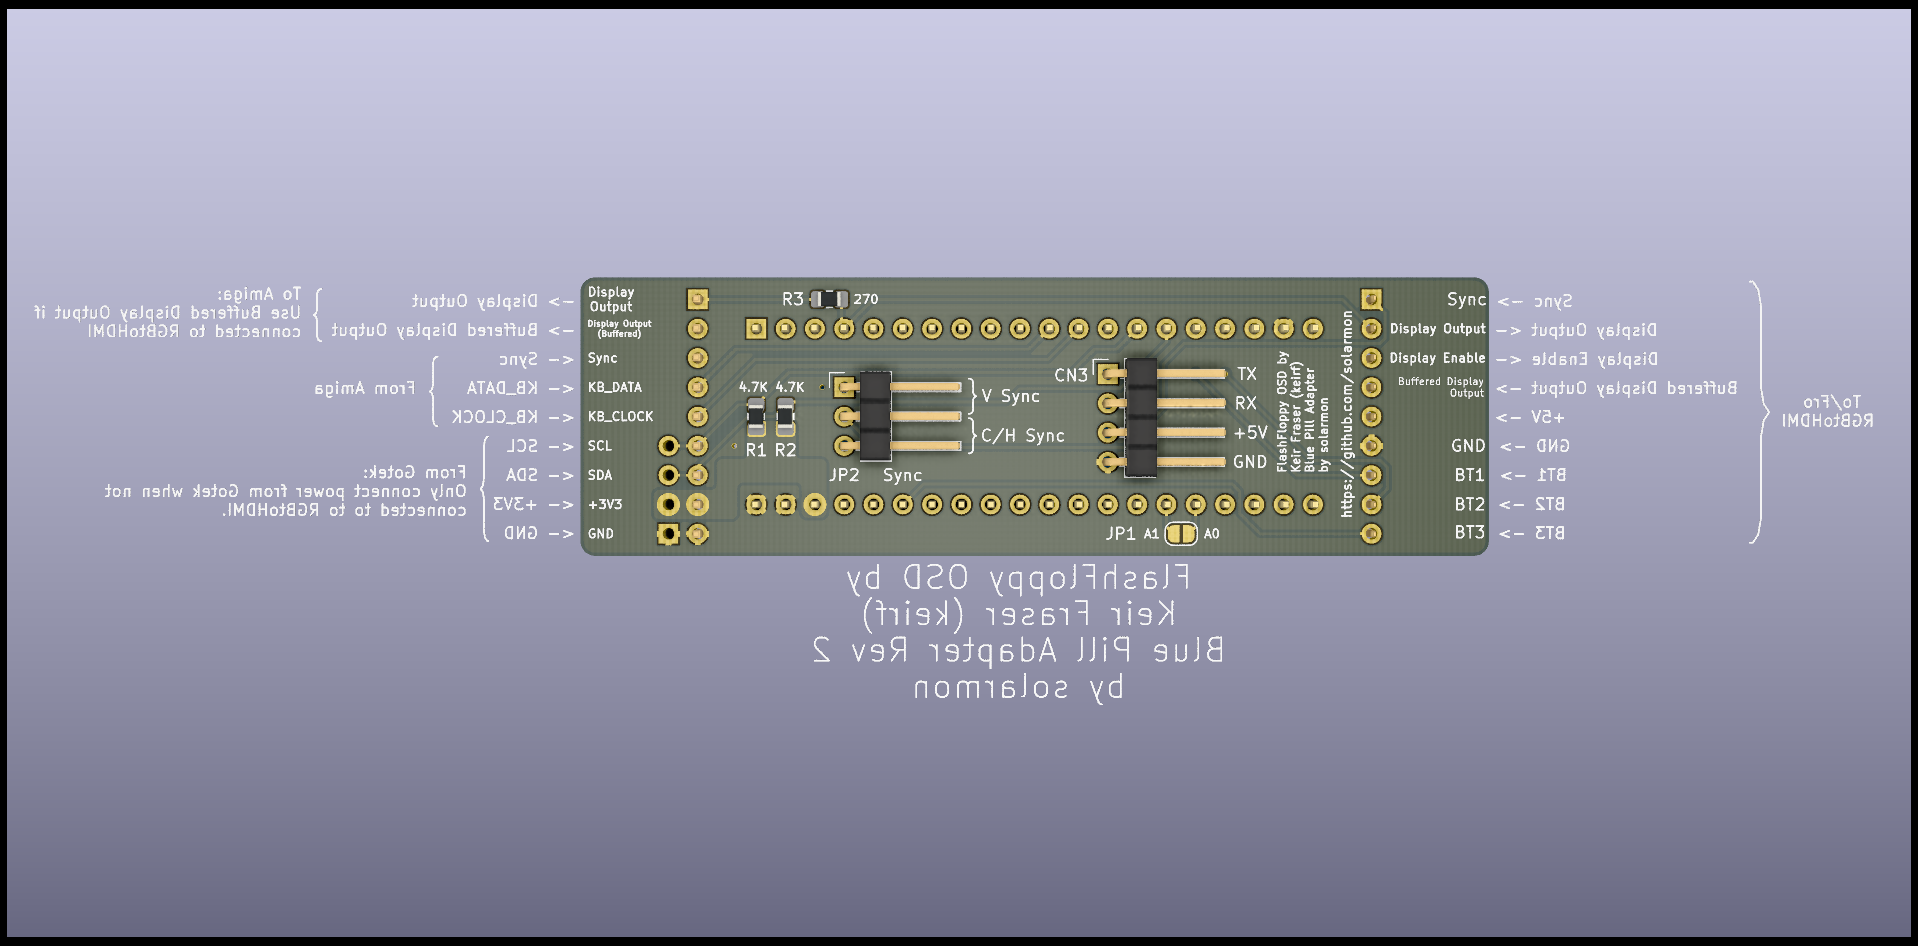 To Amiga:
Use Buffered Display Output if
connected to RGBtoHDMI
Display Output ->
Buffered Display Output ->
From Amiga
Sync <-
KB_DATA <-
KB_CLOCK <-
From Gotek:
Only connect power from Gotek when not
connected to to RGBtoHDMI.
SCL <-
SDA <-
+3V3 <-
GND <-
Display
Output
Display Output
(Buffered)
Sync
KB_DATA
KB_CLOCK
SCL
SDA
+3V3
GND
R3
270
4.7K
4.7K
R1
R2
V Sync
C/H Sync
JP2
Sync
CN3
TX
RX
+5V
GND
JP1
A1
A0
FlashFloppy OSD by
Keir Fraser (keirf)
Blue Pill Adapter
by solarmon
https://github.com/solarmon
Sync
Display Output
Display Enable
Buffered Display
Output
GND
BT1
BT2
BT3
<- Sync
-> Display Output
-> Display Enable
<- Buffered Display Output
<- +5V
<- GND
<- BT1
<- BT2
<- BT3
To/Fro
RGBtoHDMI
FlashFloppy OSD by
Keir Fraser (keirf)
Blue Pill Adapter Rev 2
by solarmon